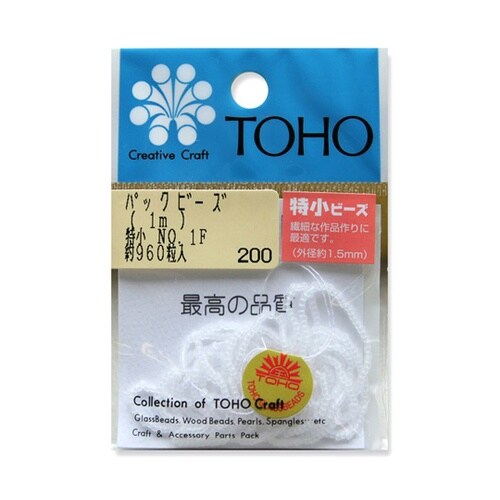 Creative Craft
TOHO
パックビーズ
( 1m )
特小 NO. 1F
約960粒入
200
特小ビーズ
繊細な作品作りに
最適です。
(外径約1.5mm)
最高の品質
TOHO
TOHO BEADS
Collection of TOHO Craft
GlassBeads, Wood Beads, Pearls, Spangles, etc
Craft & Accessory Parts Pack